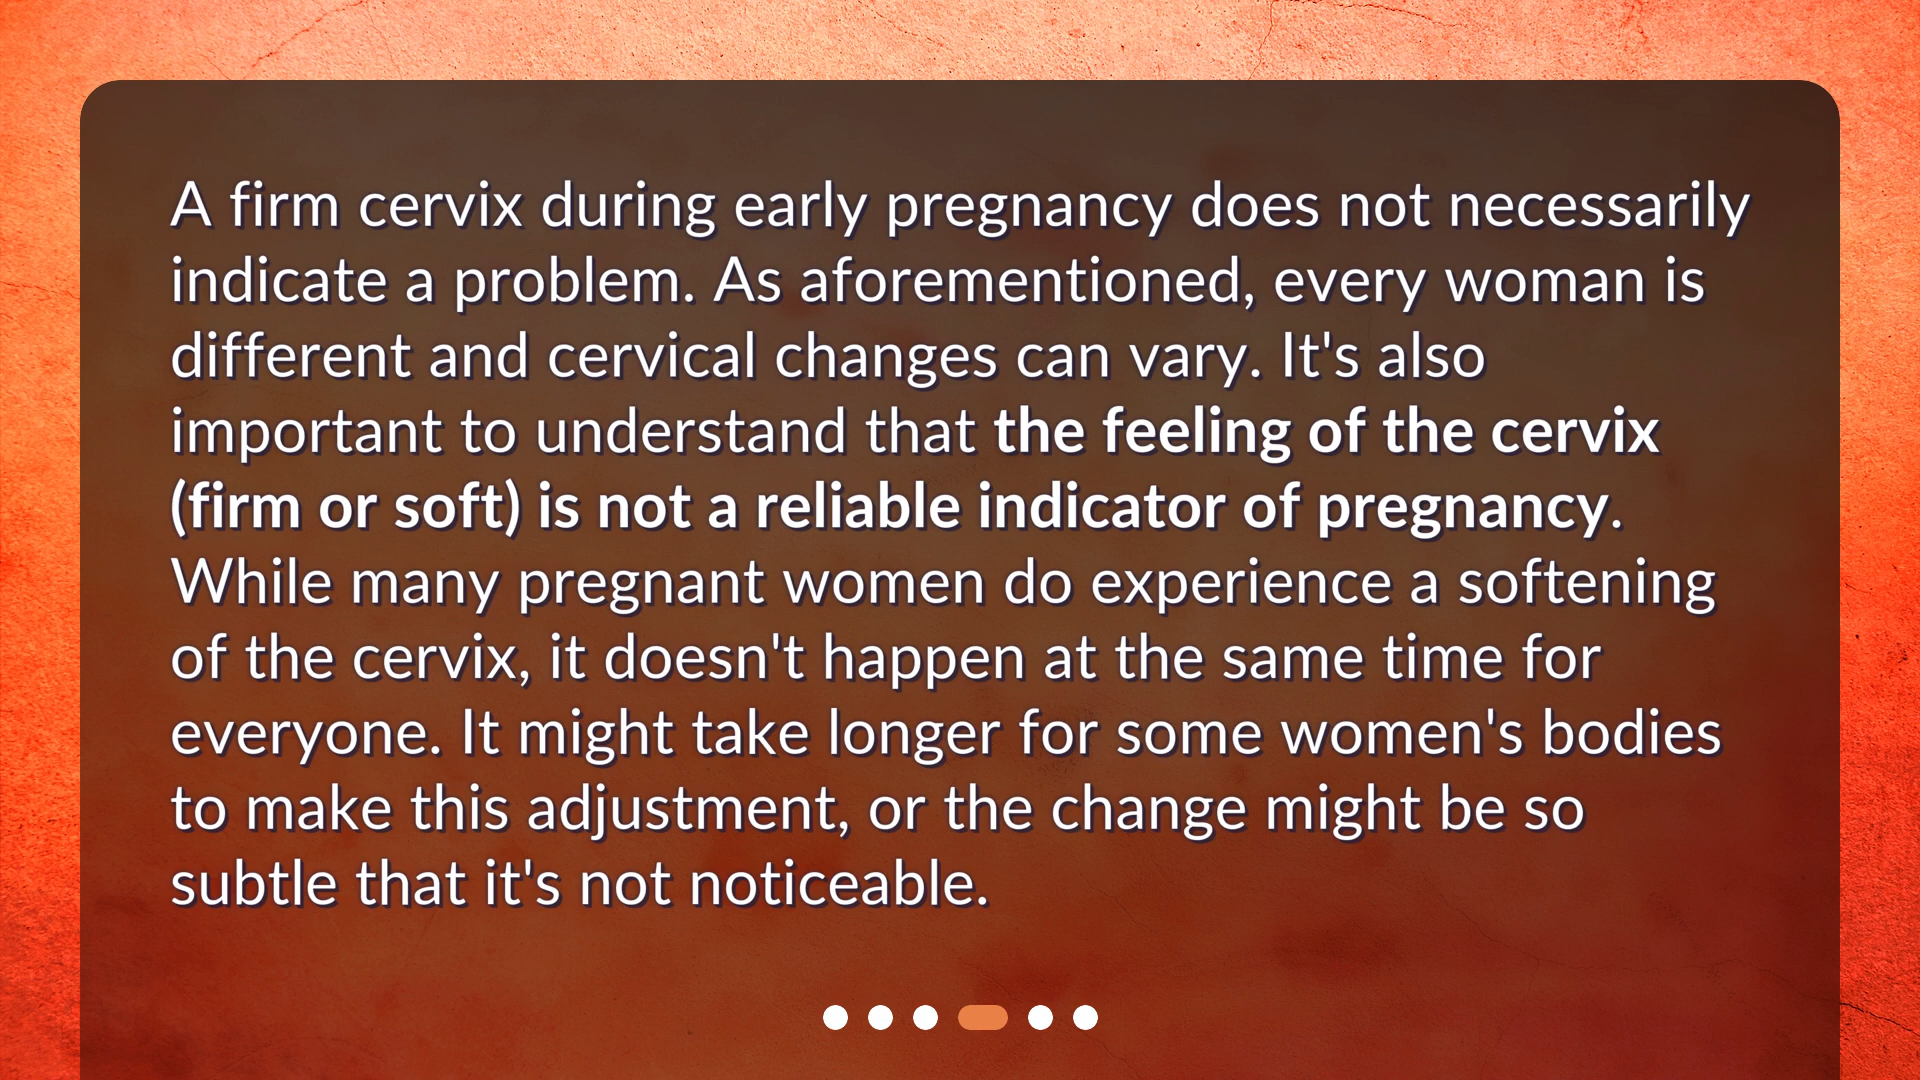 A firm cervix during early pregnancy does not necessarily
indicate a problem. As aforementioned, every woman is
different and cervical changes can vary. It's also
important to understand that the feeling of the cervix
(firm or soft) is not a reliable indicator of pregnancy.
While many pregnant women do experience a softening
of the cervix, it doesn't happen at the same time for
everyone. It might take longer for some women's bodies
to make this adjustment, or the change might be so
subtle that it's not noticeable.